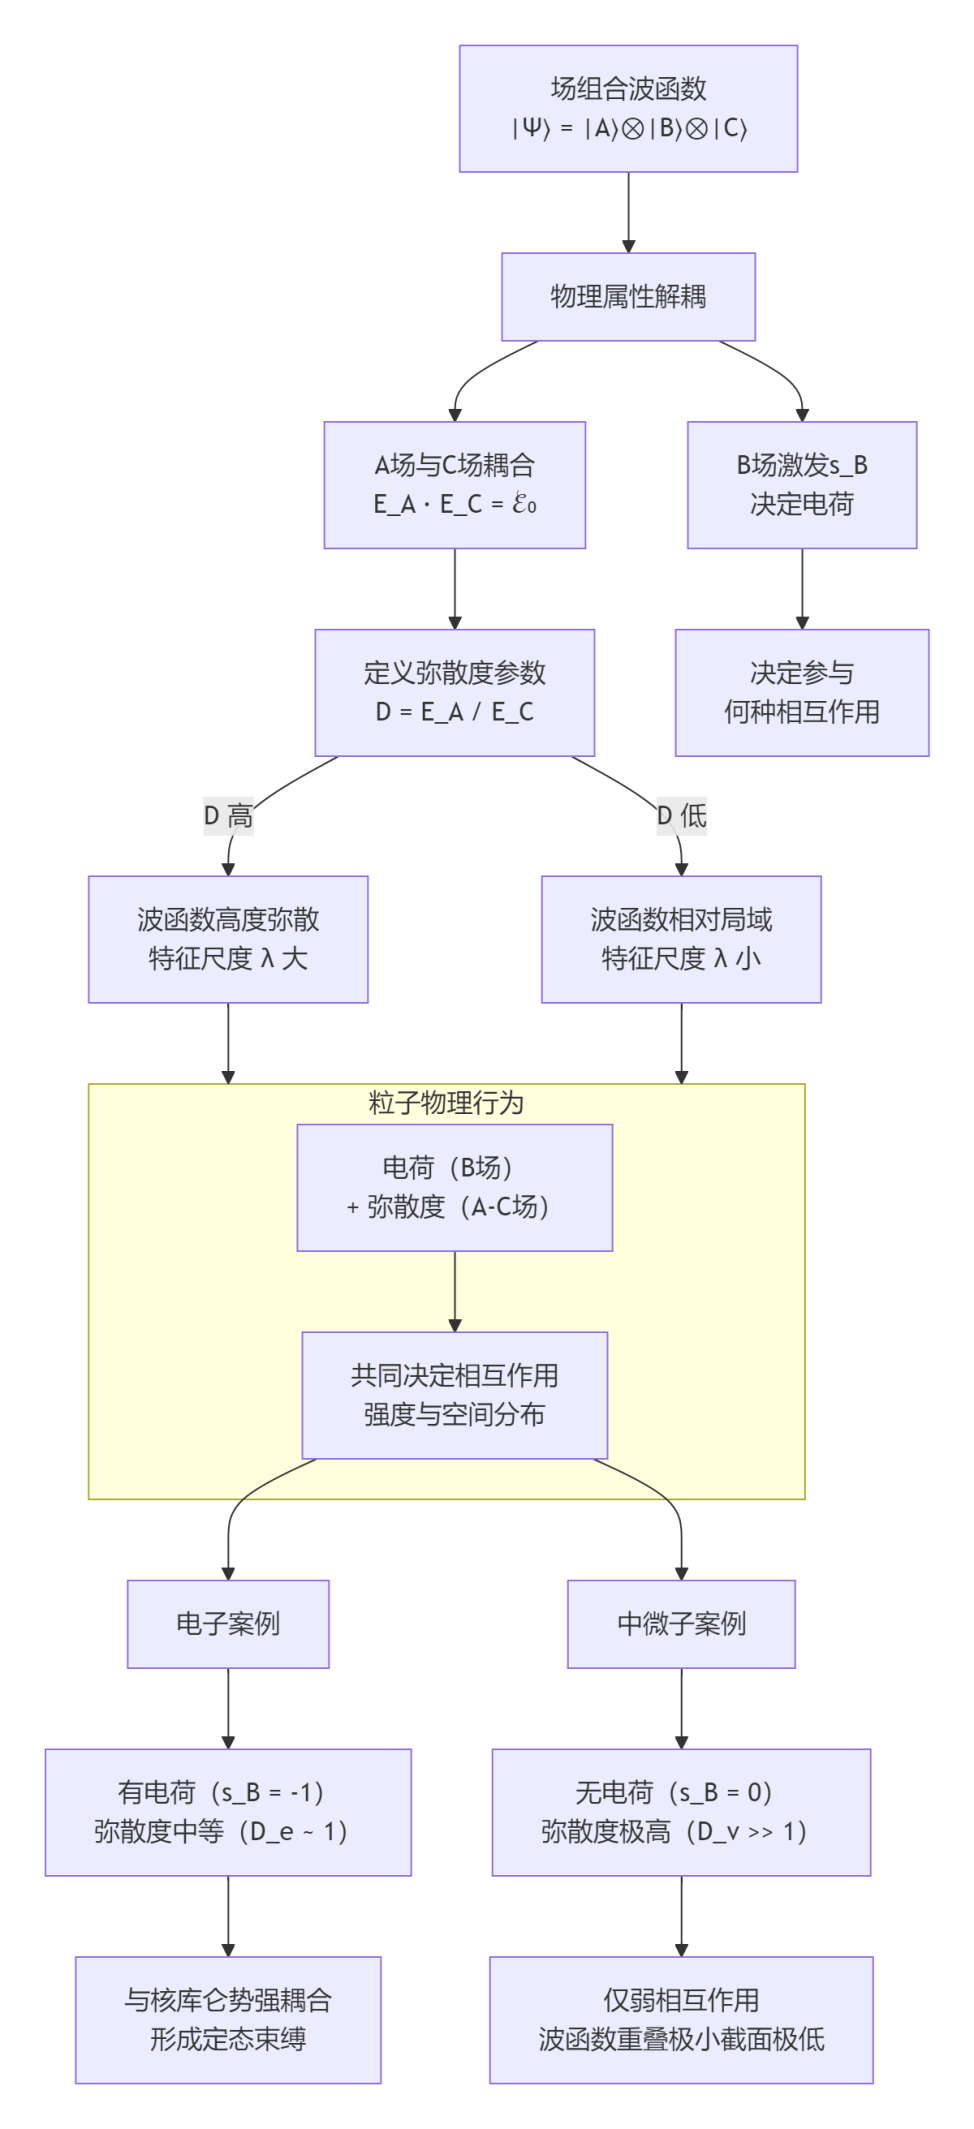 场组合波函数
|Ψ⟩ = |A⟩⊗|B⟩⊗|C⟩
物理属性解耦
A场与C场耦合
E_A · E_C = ℰ₀
B场激发s_B
决定电荷
定义弥散度参数
D = E_A / E_C
决定参与
何种相互作用
D 高
D 低
波函数高度弥散
特征尺度 λ 大
波函数相对局域
特征尺度 λ 小
粒子物理行为
电荷（B场）
+ 弥散度（A-C场）
共同决定相互作用
强度与空间分布
电子案例
中微子案例
有电荷（s_B = -1）
弥散度中等（D_e ~ 1）
无电荷（s_B = 0）
弥散度极高（D_ν >> 1）
与核库仑势强耦合
形成定态束缚
仅弱相互作用
波函数重叠极小截面极低